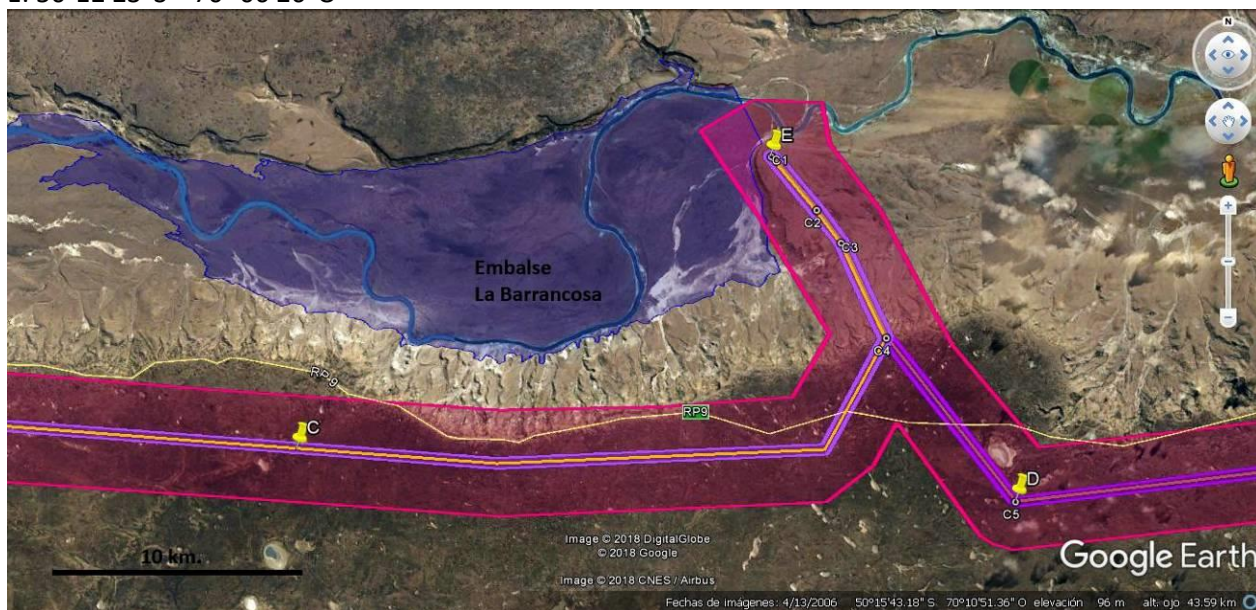 N
E
C1
C2
C3
Embalse
La Barrancosa
C4
RP9
RP9
C
D
C5
10 km.
Image © 2018 DigitalGlobe
© 2018 Google
Image © 2018 CNES / Airbus
Google Earth
Fechas de imágenes: 4/13/2006 50°15'43.18" S. 70°10'51.36" O elevación 96 m alt. ojo 43.59 km